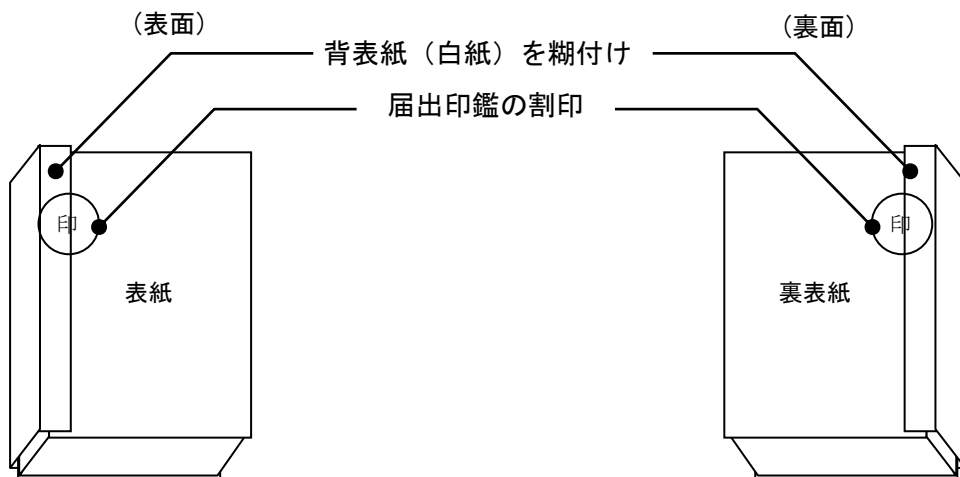 （表面）
（裏面）
背表紙（白紙）を糊付け
届出印鑑の割印
印
印
表紙
裏表紙